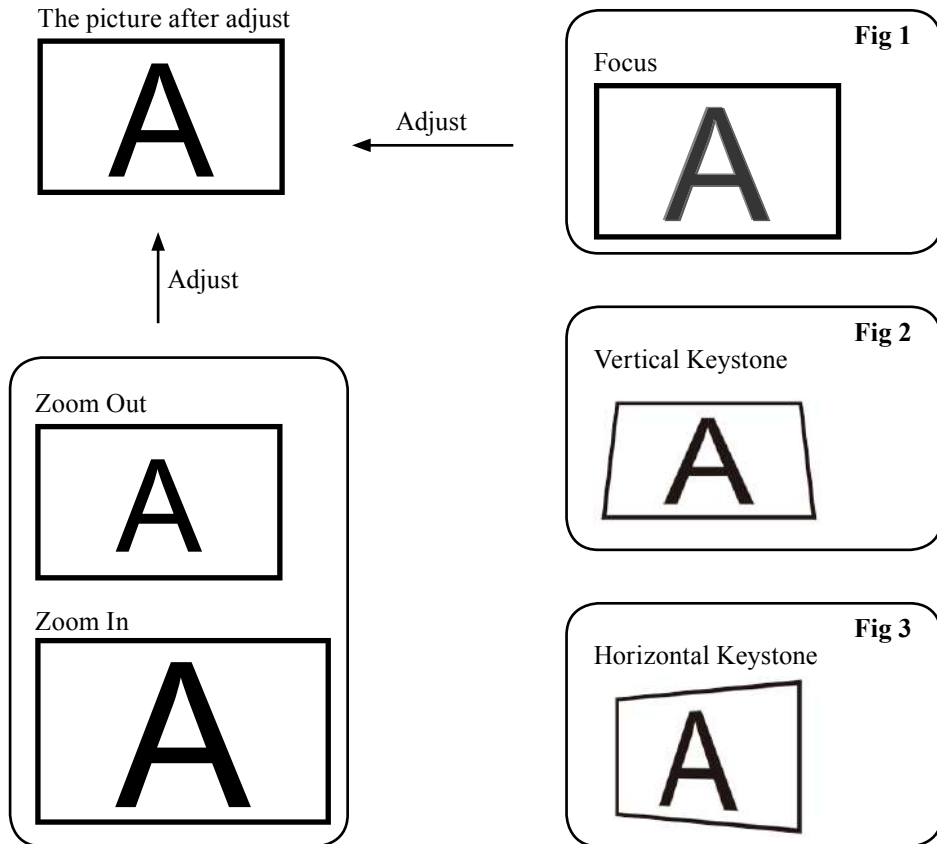 The picture after adjust
A
Adjust
Fig 1
Focus
A
Adjust
Fig 2
Vertical Keystone
A
Zoom Out
A
Zoom In
A
Fig 3
Horizontal Keystone
A